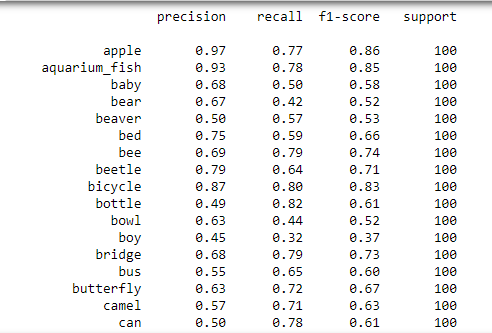 precision recall f1-score support
apple 0.97 0.77 0.86 100
aquarium_fish 0.93 0.78 0.85 100
baby 0.68 0.50 0.58 100
bear 0.67 0.42 0.52 100
beaver 0.50 0.57 0.53 100
bed 0.75 0.59 0.66 100
bee 0.69 0.79 0.74 100
beetle 0.79 0.64 0.71 100
bicycle 0.87 0.80 0.83 100
bottle 0.49 0.82 0.61 100
bowl 0.63 0.44 0.52 100
boy 0.45 0.32 0.37 100
bridge 0.68 0.79 0.73 100
bus 0.55 0.65 0.60 100
butterfly 0.63 0.72 0.67 100
camel 0.57 0.71 0.63 100
can 0.50 0.78 0.61 100